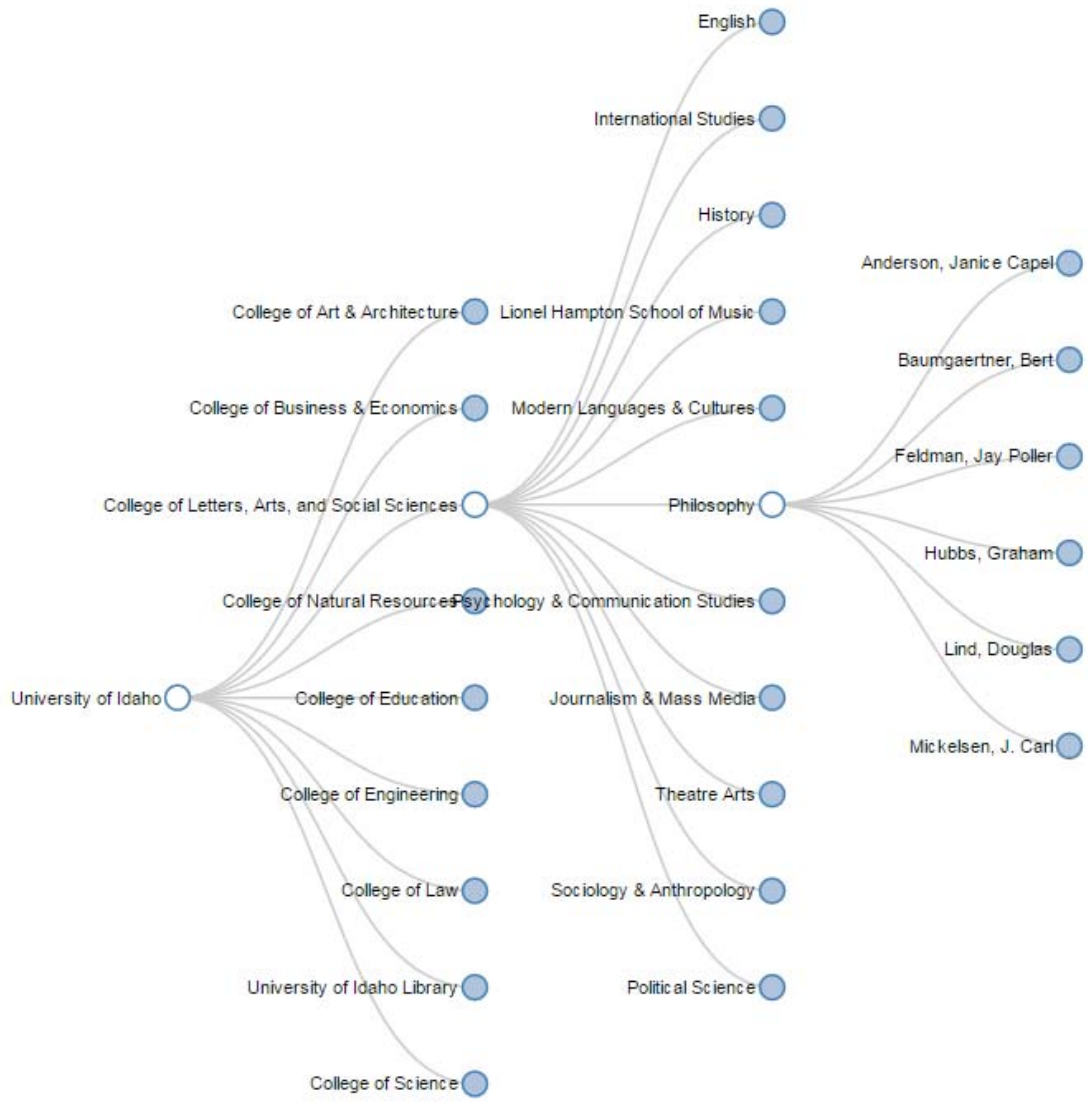 English
International Studies
History
Anderson, Janice Capel
College of Art & Architecture
Lionel Hampton School of Music
Baumgaertner, Bert
College of Business & Economics
Modern Languages & Cultures
Feldman, Jay Poller
College of Letters, Arts, and Social Sciences
Philosophy
Hubbs, Graham
College of Natural Resources
Psychology & Communication Studies
Lind, Douglas
University of Idaho
College of Education
Journalism & Mass Media
Mickelsen, J. Carl
College of Engineering
Theatre Arts
College of Law
Sociology & Anthropology
University of Idaho Library
Political Science
College of Science